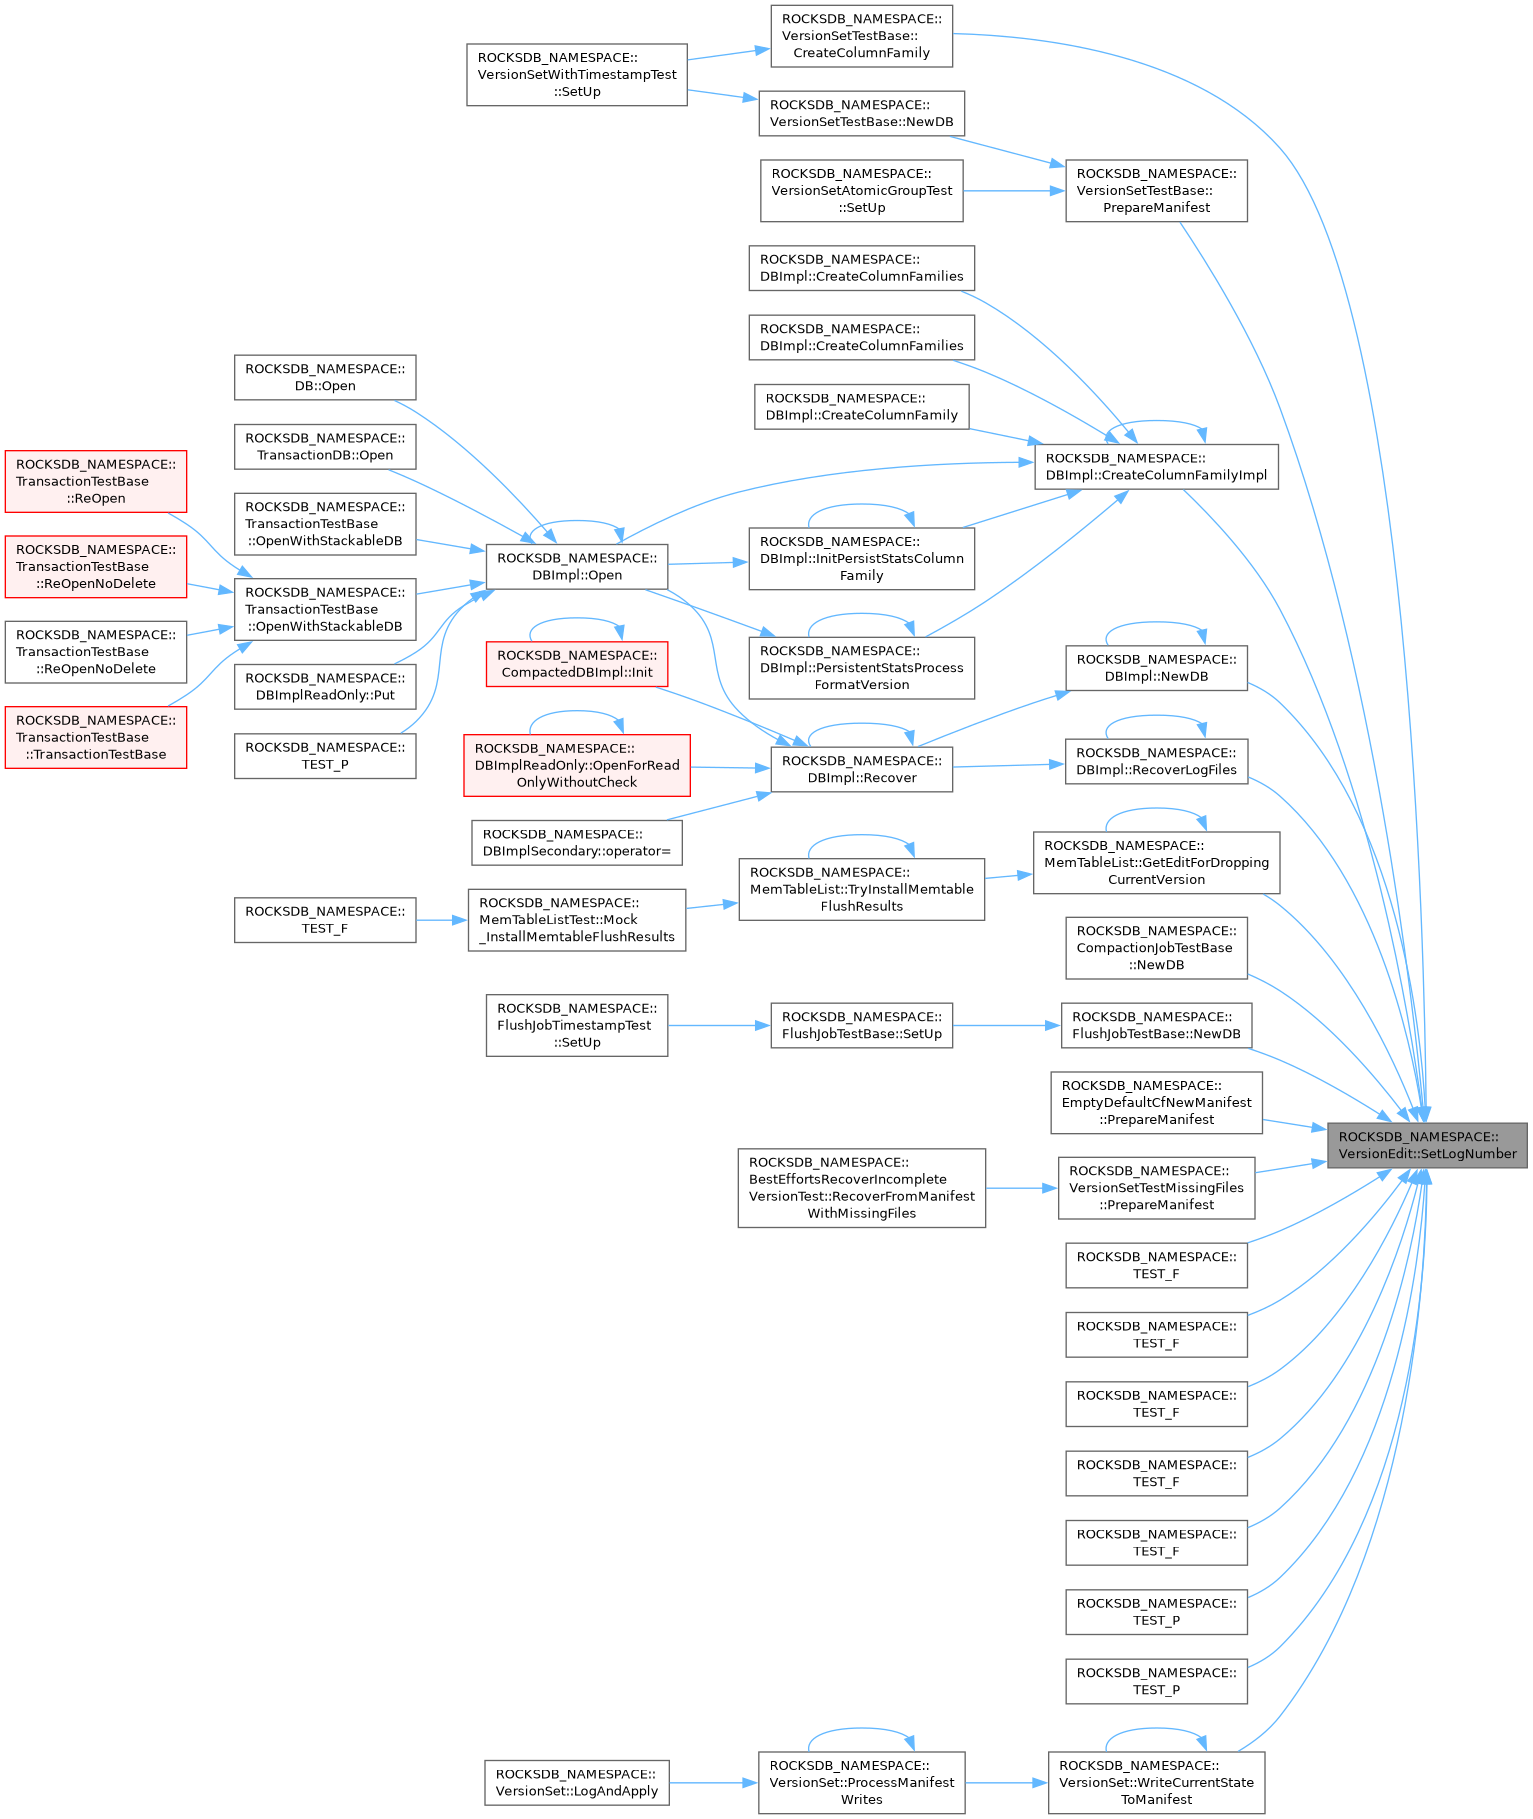 ROCKSDB_NAMESPACE::
VersionSetTestBase::
CreateColumnFamily
ROCKSDB_NAMESPACE::
VersionSetWithTimestampTest
::SetUp
ROCKSDB_NAMESPACE::
VersionSetTestBase::NewDB
ROCKSDB_NAMESPACE::
VersionSetAtomicGroupTest
::SetUp
ROCKSDB_NAMESPACE::
VersionSetTestBase::
PrepareManifest
ROCKSDB_NAMESPACE::
DBImpl::CreateColumnFamilies
ROCKSDB_NAMESPACE::
DBImpl::CreateColumnFamilies
ROCKSDB_NAMESPACE::
DB::Open
ROCKSDB_NAMESPACE::
DBImpl::CreateColumnFamily
ROCKSDB_NAMESPACE::
TransactionDB::Open
ROCKSDB_NAMESPACE::
DBImpl::CreateColumnFamilyImpl
ROCKSDB_NAMESPACE::
TransactionTestBase
::ReOpen
ROCKSDB_NAMESPACE::
TransactionTestBase
::OpenWithStackableDB
ROCKSDB_NAMESPACE::
DBImpl::InitPersistStatsColumn
Family
ROCKSDB_NAMESPACE::
TransactionTestBase
::ReOpenNoDelete
ROCKSDB_NAMESPACE::
DBImpl::Open
ROCKSDB_NAMESPACE::
TransactionTestBase
::OpenWithStackableDB
ROCKSDB_NAMESPACE::
TransactionTestBase
::ReOpenNoDelete
ROCKSDB_NAMESPACE::
CompactedDBImpl::Init
ROCKSDB_NAMESPACE::
DBImpl::PersistentStatsProcess
FormatVersion
ROCKSDB_NAMESPACE::
DBImpl::NewDB
ROCKSDB_NAMESPACE::
DBImplReadOnly::Put
ROCKSDB_NAMESPACE::
TransactionTestBase
::TransactionTestBase
ROCKSDB_NAMESPACE::
TEST_P
ROCKSDB_NAMESPACE::
DBImplReadOnly::OpenForRead
OnlyWithoutCheck
ROCKSDB_NAMESPACE::
DBImpl::Recover
ROCKSDB_NAMESPACE::
DBImpl::RecoverLogFiles
ROCKSDB_NAMESPACE::
DBImplSecondary::operator=
ROCKSDB_NAMESPACE::
MemTableList::GetEditForDropping
CurrentVersion
ROCKSDB_NAMESPACE::
MemTableList::TryInstallMemtable
FlushResults
ROCKSDB_NAMESPACE::
TEST_F
ROCKSDB_NAMESPACE::
MemTableListTest::Mock
_InstallMemtableFlushResults
ROCKSDB_NAMESPACE::
CompactionJobTestBase
::NewDB
ROCKSDB_NAMESPACE::
FlushJobTimestampTest
::SetUp
ROCKSDB_NAMESPACE::
FlushJobTestBase::SetUp
ROCKSDB_NAMESPACE::
FlushJobTestBase::NewDB
ROCKSDB_NAMESPACE::
EmptyDefaultCfNewManifest
::PrepareManifest
ROCKSDB_NAMESPACE::
VersionEdit::SetLogNumber
ROCKSDB_NAMESPACE::
BestEffortsRecoverIncomplete
VersionTest::RecoverFromManifest
WithMissingFiles
ROCKSDB_NAMESPACE::
VersionSetTestMissingFiles
::PrepareManifest
ROCKSDB_NAMESPACE::
TEST_F
ROCKSDB_NAMESPACE::
TEST_F
ROCKSDB_NAMESPACE::
TEST_F
ROCKSDB_NAMESPACE::
TEST_F
ROCKSDB_NAMESPACE::
TEST_F
ROCKSDB_NAMESPACE::
TEST_P
ROCKSDB_NAMESPACE::
TEST_P
ROCKSDB_NAMESPACE::
VersionSet::LogAndApply
ROCKSDB_NAMESPACE::
VersionSet::ProcessManifest
Writes
ROCKSDB_NAMESPACE::
VersionSet::WriteCurrentState
ToManifest